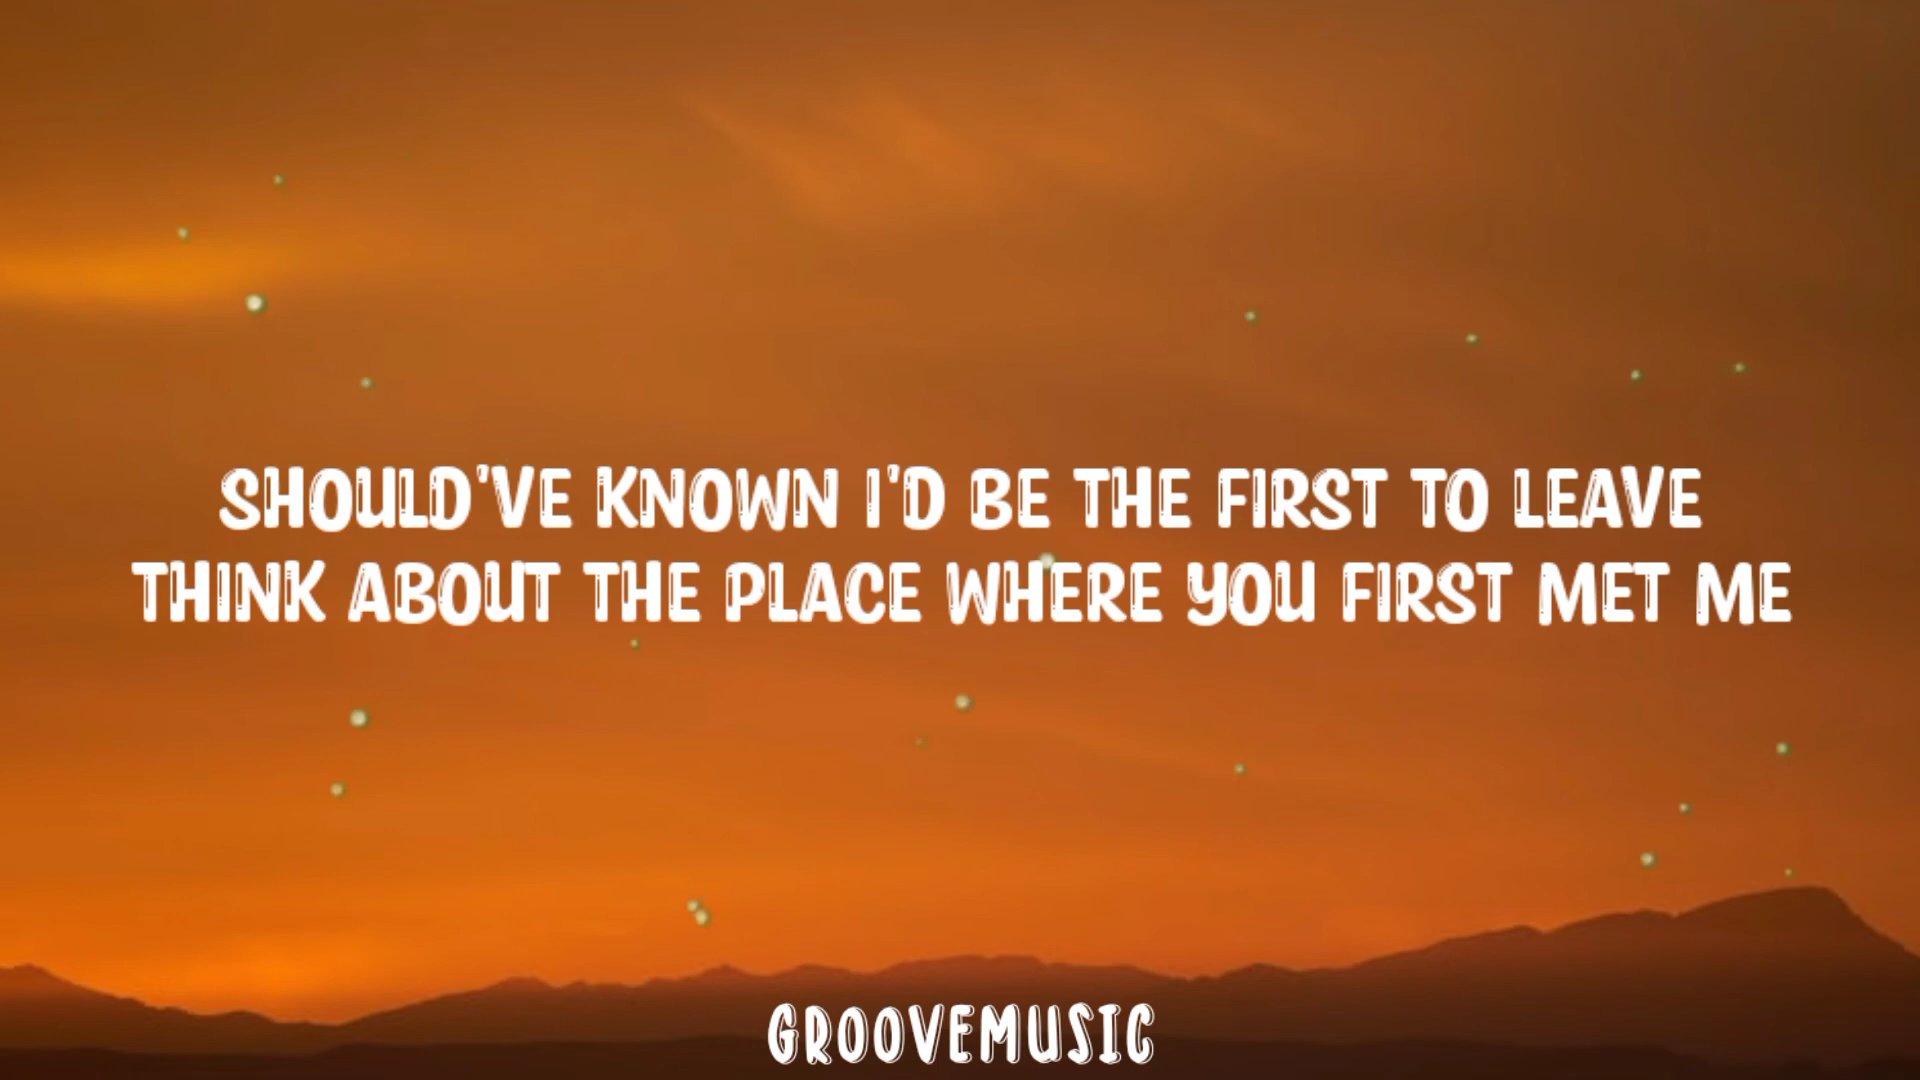 SHOULD'VE KNOWN I'D BE THE FIRST TO LEAVE
THINK ABOUT THE PLACE WHERE YOU FIRST MET ME
GROOVEMUSIC